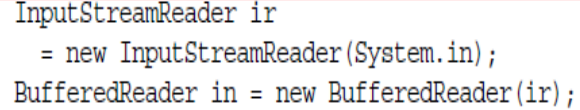 InputStreamReader ir
= new InputStreamReader(System.in);
BufferedReader in = new BufferedReader(ir);